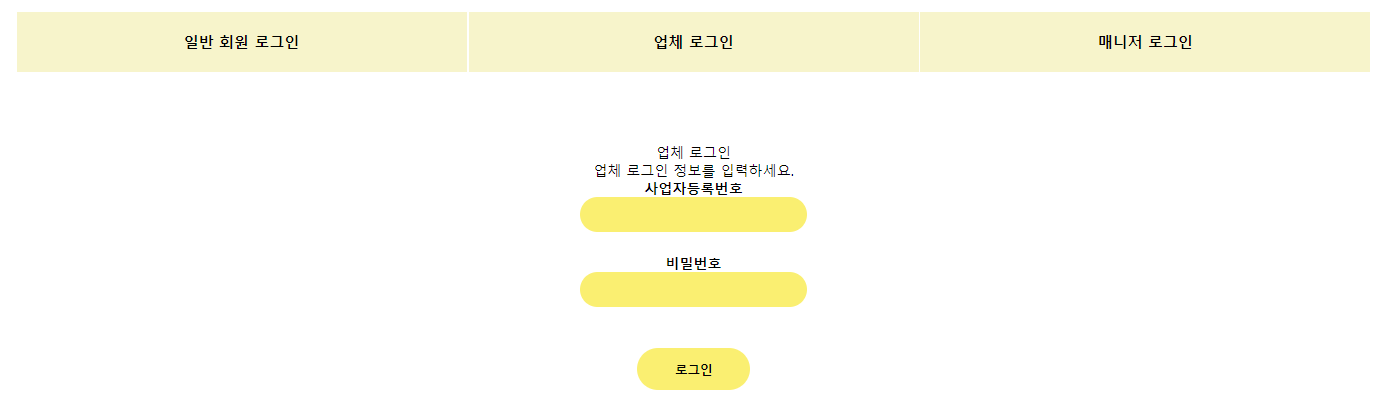 일반 회원 로그인
업체 로그인
매니저 로그인
업체 로그인
업체 로그인 정보를 입력하세요.
사업자등록번호
비밀번호
로그인